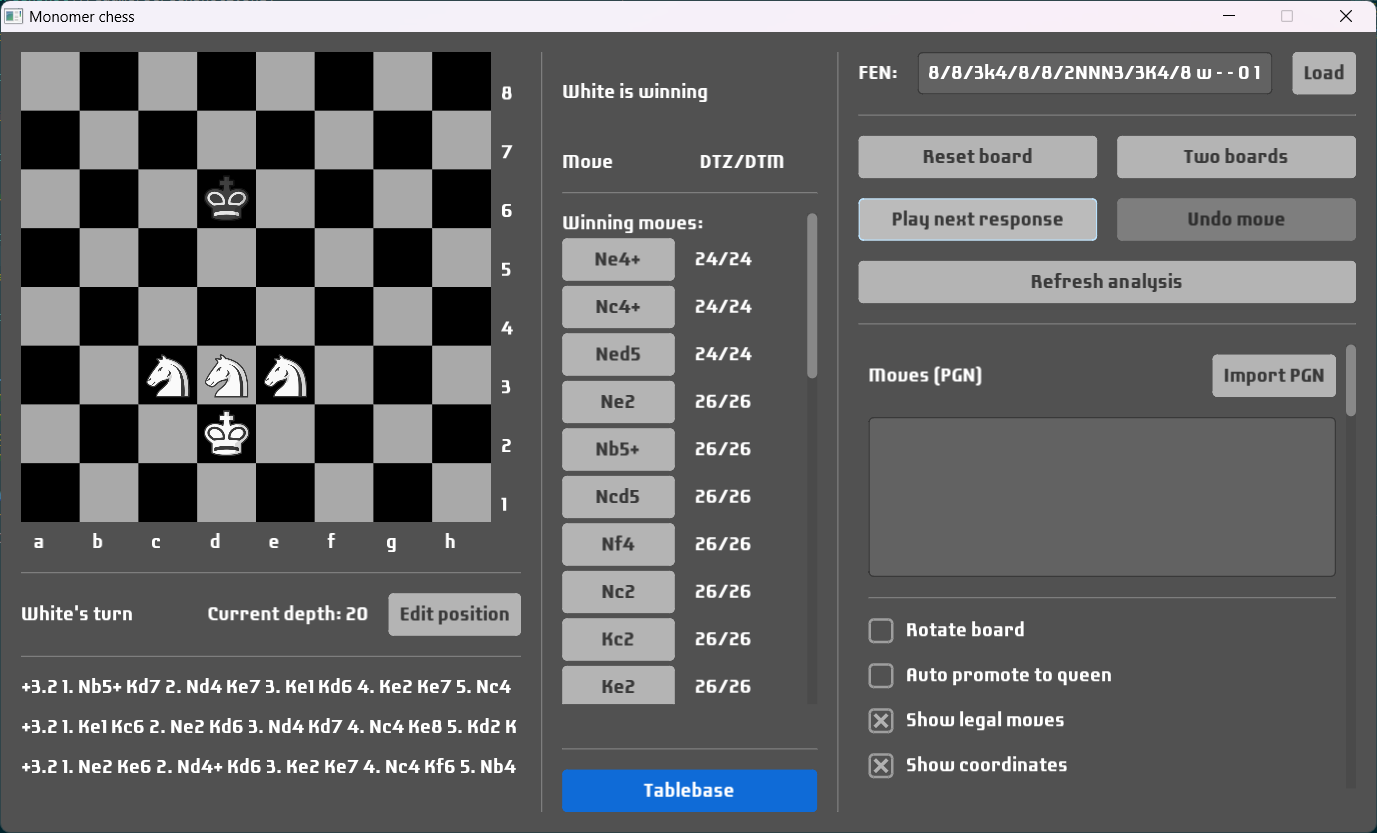 Monomer chess
8
7
6
5
4
3
2
1
a b c d e f g h
White's turn
Current depth: 20
Edit position
+3.2 1. Nb5+ Kd7 2. Nd4 Ke7 3. Ke1 Kd6 4. Ke2 Ke7 5. Nc4
+3.2 1. Ke1 Kc6 2. Ne2 Kd6 3. Nd4 Kd7 4. Nc4 Ke8 5. Kd2 K
+3.2 1. Ne2 Ke6 2. Nd4+ Kd6 3. Ke2 Ke7 4. Nc4 Kf6 5. Nb4
White is winning
Move DTZ/DTM
Winning moves:
Ne4+ 24/24
Nc4+ 24/24
Ned5 24/24
Ne2 26/26
Nb5+ 26/26
Ncd5 26/26
Nf4 26/26
Nc2 26/26
Kc2 26/26
Ke2 26/26
Tablebase
FEN: 8/8/3k4/8/8/2NNN3/3K4/8 w - - 0 1 Load
Reset board
Two boards
Play next response
Undo move
Refresh analysis
Moves (PGN)
Import PGN
Rotate board
Auto promote to queen
Show legal moves
Show coordinates